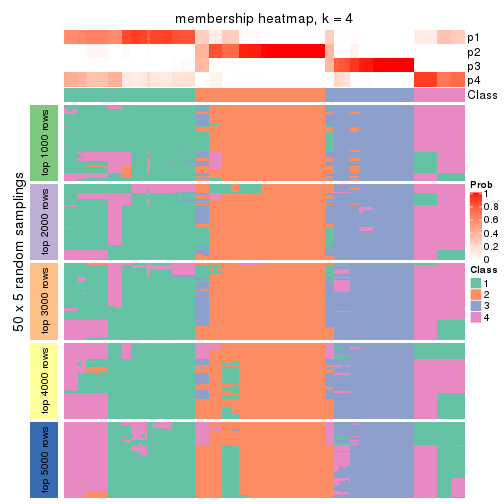 membership heatmap, k = 4
p1
p2
p3
p4
Class
50 x 5 random samplings
top 1000 rows
top 2000 rows
top 3000 rows
top 4000 rows
top 5000 rows
Prob
1
0.8
0.6
0.4
0.2
0
Class
1
2
3
4